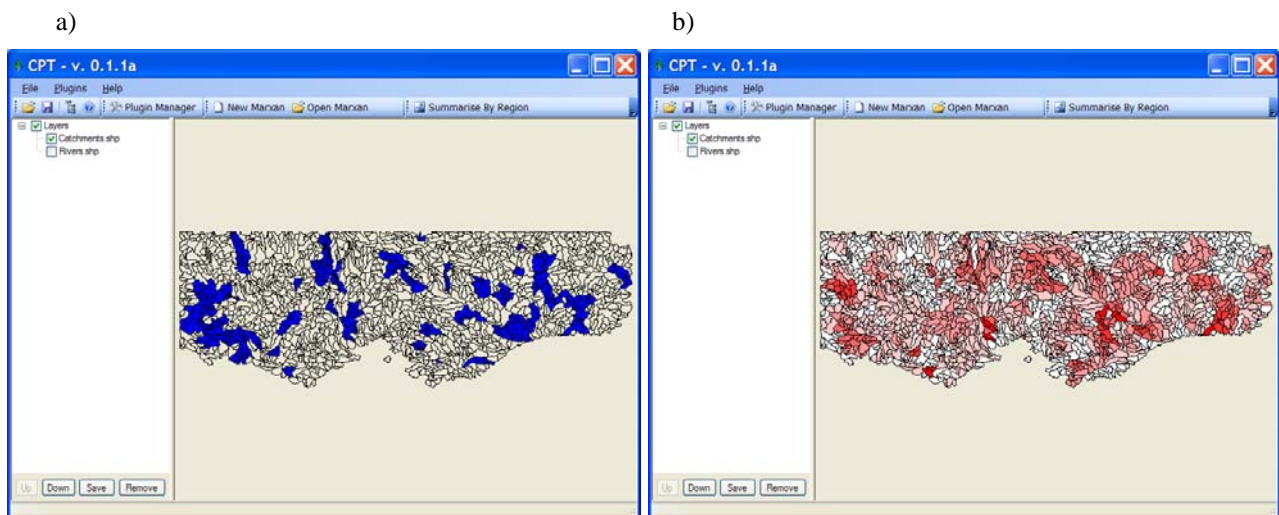 a)
b)
CPT - v. 0.1.1a
File Plugins Help
Plugin Manager New Marxan Open Marxan Summarise By Region
Layers
Catchments.shp
Rivers.shp
Up Down Save Remove
CPT - v. 0.1.1a
File Plugins Help
Plugin Manager New Marxan Open Marxan Summarise By Region
Layers
Catchments.shp
Rivers.shp
Up Down Save Remove